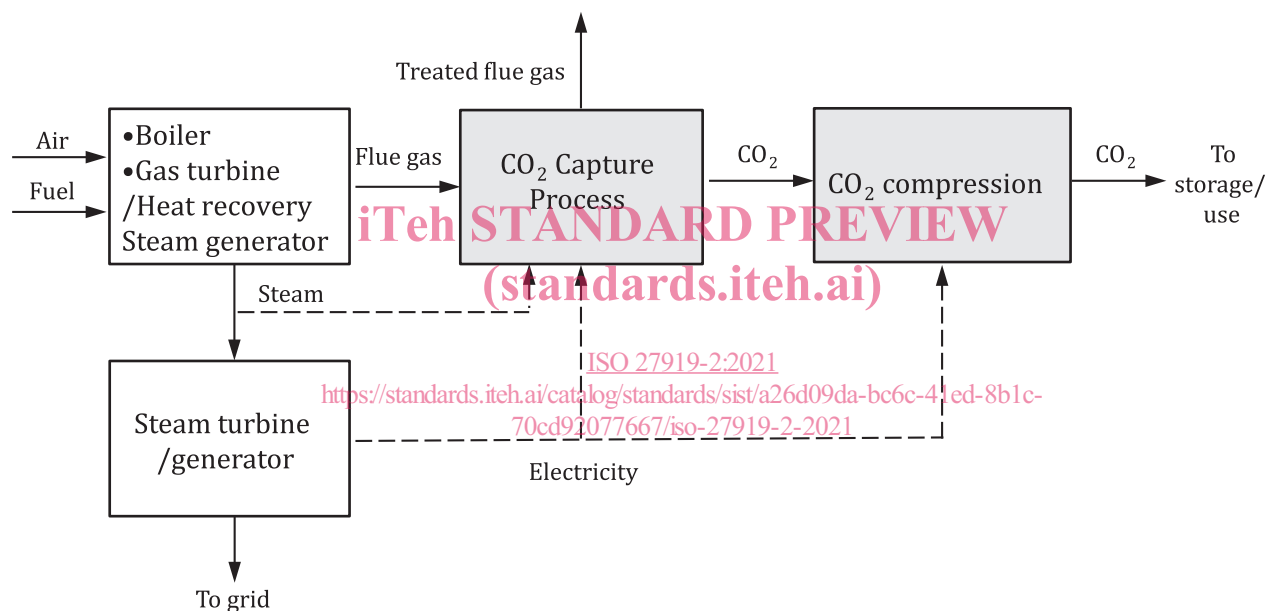 Treated flue gas
Air
Fuel
•Boiler
•Gas turbine
/Heat recovery
Steam generator
Flue gas
CO₂ Capture
Process
CO₂
CO₂ compression
CO₂
To
storage/
use
iTeh STANDARD PREVIEW
(standards.iteh.ai)
Steam
ISO 27919-2:2021
https://standards.iteh.ai/catalog/standards/sist/a26d09da-bc6c-41ed-8b1c-
70cd92077667/iso-27919-2-2021
Steam turbine
/generator
Electricity
To grid